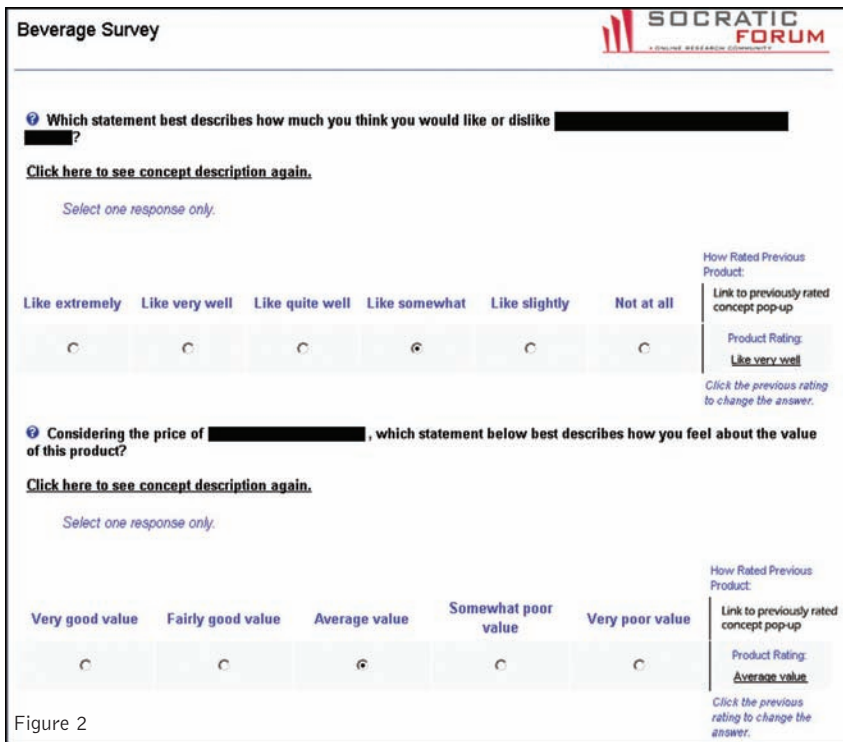 Beverage Survey
SOCRATIC
FORUM
ONLINE RESEARCH COMMUNITY
Which statement best describes how much you think you would like or dislike
?
Click here to see concept description again.
Select one response only.
How Rated Previous
Product:
Like extremely Like very well Like quite well Like somewhat Like slightly Not at all
Link to previously rated
concept pop-up
Product Rating:
Like very well
Click the previous rating
to change the answer.
Considering the price of , which statement below best describes how you feel about the value
of this product?
Click here to see concept description again.
Select one response only.
How Rated Previous
Product:
Very good value Fairly good value Average value Somewhat poor
value Very poor value
Link to previously rated
concept pop-up
Product Rating:
Average value
Click the previous
rating to change the
answer.
Figure 2